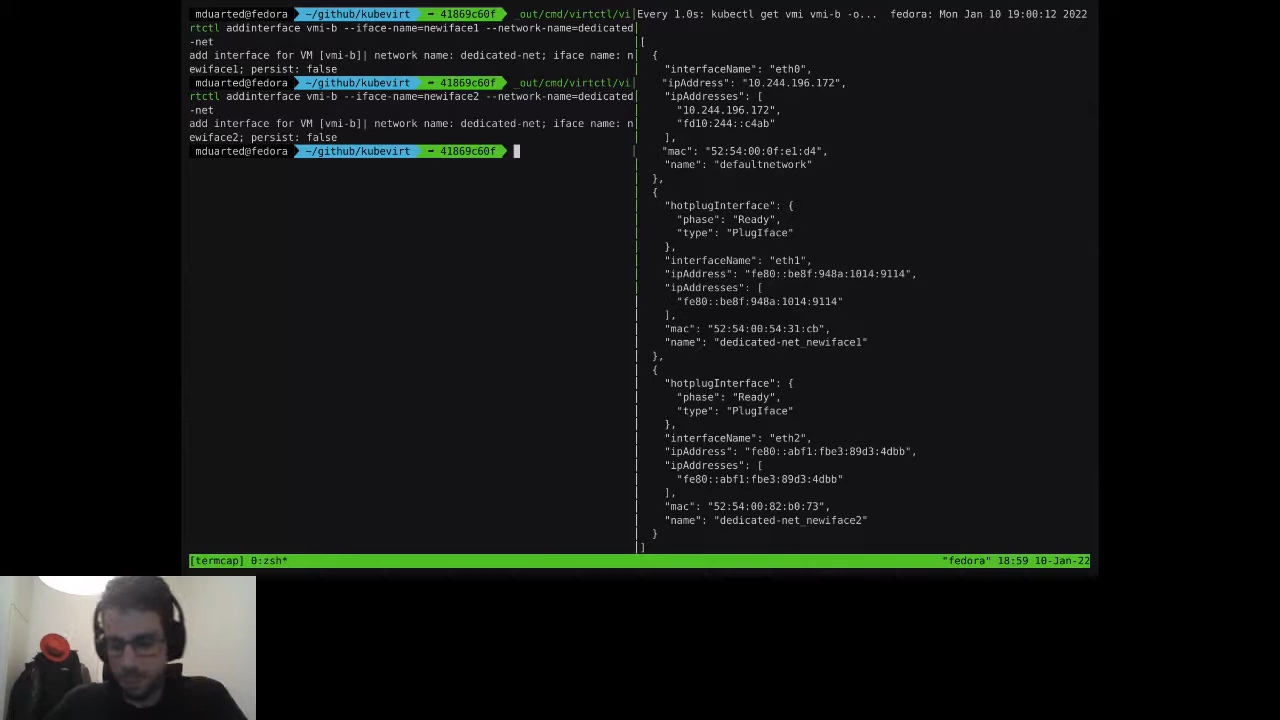 mduarted@fedora ~/github/kubevirt ➦ 41869c60f _out/cmd/virtctl/vi
rtctl addinterface vmi-b --iface-name=newiface1 --network-name=dedicated
-net
add interface for VM [vmi-b]| network name: dedicated-net; iface name: n
ewiface1; persist: false
mduarted@fedora ~/github/kubevirt ➦ 41869c60f _out/cmd/virtctl/vi
rtctl addinterface vmi-b --iface-name=newiface2 --network-name=dedicated
-net
add interface for VM [vmi-b]| network name: dedicated-net; iface name: n
ewiface2; persist: false
mduarted@fedora ~/github/kubevirt ➦ 41869c60f
Every 1.0s: kubectl get vmi vmi-b -o... fedora: Mon Jan 10 19:00:12 2022
[
{
"interfaceName": "eth0",
"ipAddress": "10.244.196.172",
"ipAddresses": [
"10.244.196.172",
"fd10:244::c4ab"
],
"mac": "52:54:00:0f:e1:d4",
"name": "defaultnetwork"
},
{
"hotplugInterface": {
"phase": "Ready",
"type": "PlugIface"
},
"interfaceName": "eth1",
"ipAddress": "fe80::be8f:948a:1014:9114",
"ipAddresses": [
"fe80::be8f:948a:1014:9114"
],
"mac": "52:54:00:54:31:cb",
"name": "dedicated-net_newiface1"
},
{
"hotplugInterface": {
"phase": "Ready",
"type": "PlugIface"
},
"interfaceName": "eth2",
"ipAddress": "fe80::abf1:fbe3:89d3:4dbb",
"ipAddresses": [
"fe80::abf1:fbe3:89d3:4dbb"
],
"mac": "52:54:00:82:b0:73",
"name": "dedicated-net_newiface2"
}
]
[termcap] 0:zsh* "fedora" 18:59 10-Jan-22